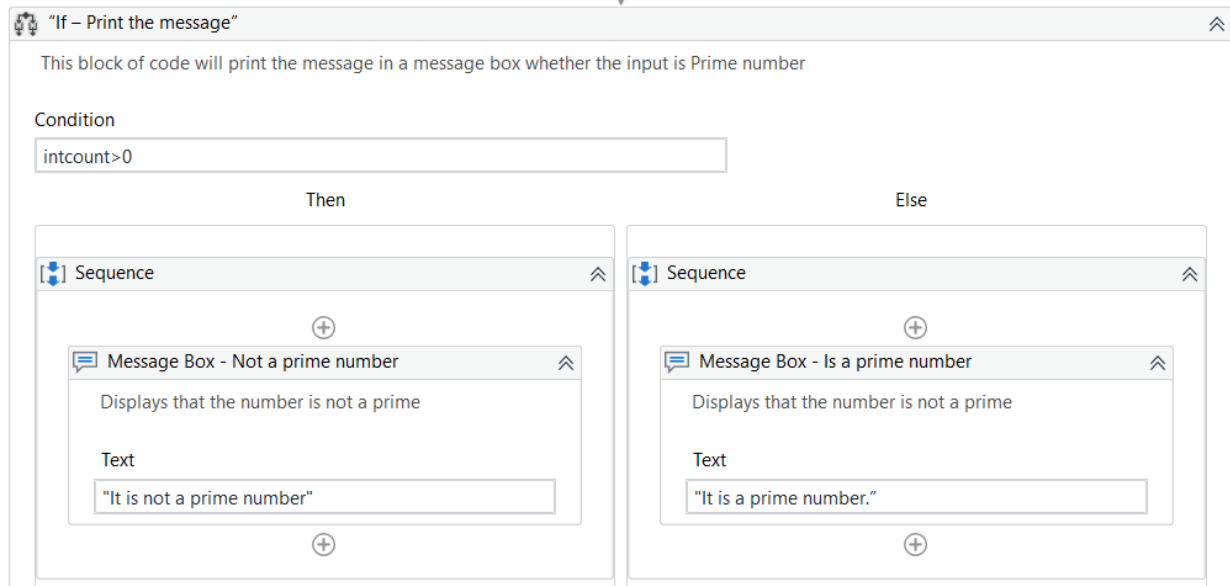 “If – Print the message”
This block of code will print the message in a message box whether the input is Prime number
Condition
intcount>0
Then
Else
Sequence
Sequence
Message Box - Not a prime number
Message Box - Is a prime number
Displays that the number is not a prime
Displays that the number is not a prime
Text
Text
"It is not a prime number"
"It is a prime number.”